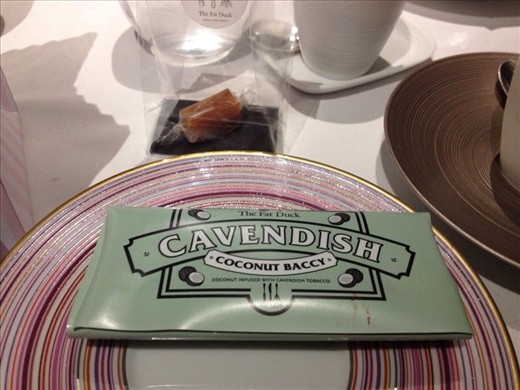 The Fat Duck
The Fat Duck
CAVENDISH
COCONUT BACCY
COCONUT INFUSED WITH CAVENDISH TOBACCO